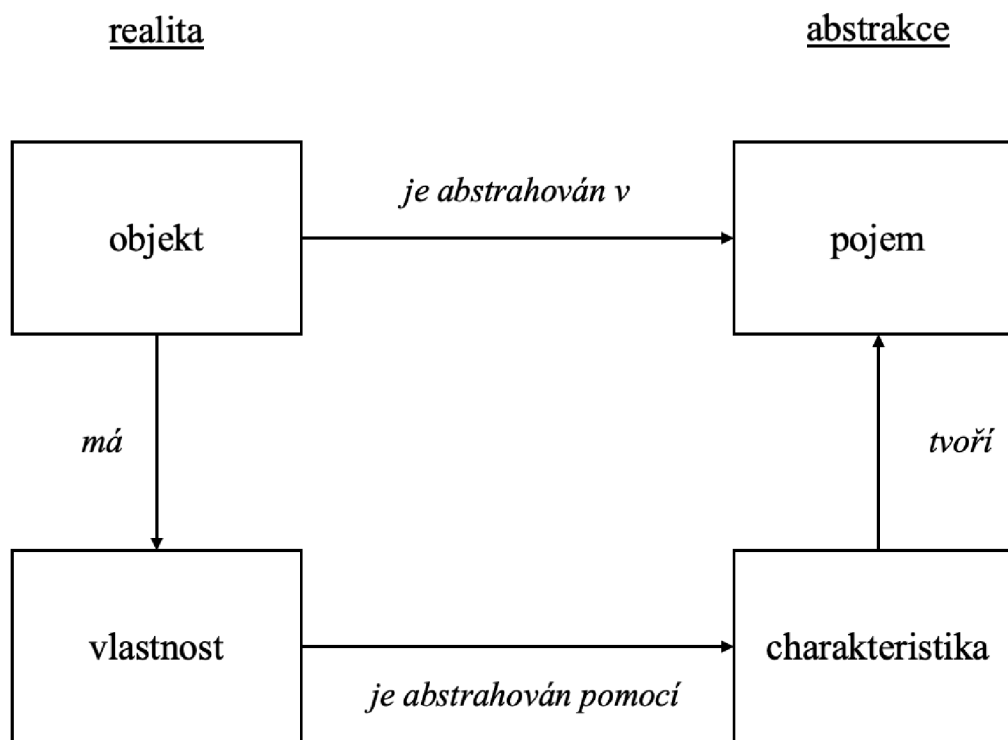 realita
abstrakce
je abstrahován v
objekt
pojem
má
tvoří
vlastnost
charakteristika
je abstrahován pomocí